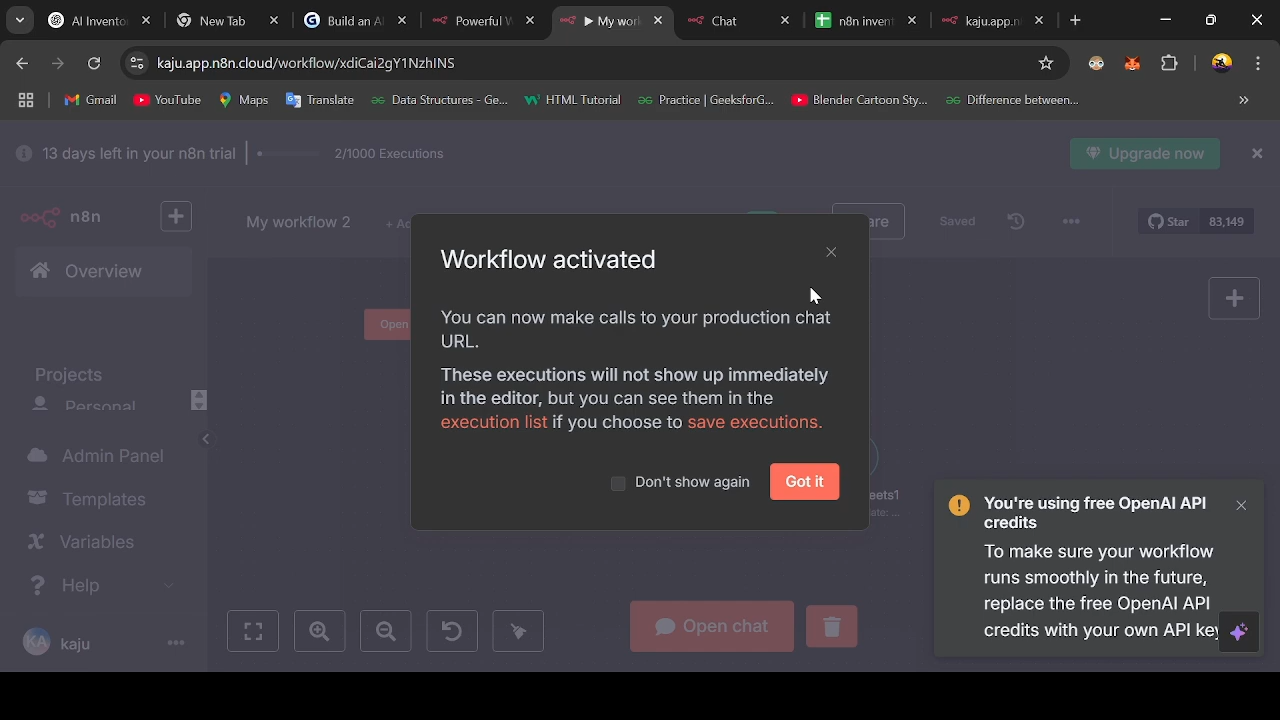 AI Invento
New Tab
Build an AI
Powerful W
My work
Chat
n8n invent
kaju.app.n
kaju.app.n8n.cloud/workflow/xdiCai2gY1NzhINS
Gmail
YouTube
Maps
Translate
Data Structures - Ge...
HTML Tutorial
Practice | GeeksforG...
Blender Cartoon Sty...
Difference between...
13 days left in your n8n trial
2/1000 Executions
Upgrade now
n8n
My workflow 2
+ Ad
are
Saved
Star 83,149
Overview
Projects
Personal
Admin Panel
Templates
Variables
Help
KA kaju
Open
Workflow activated
You can now make calls to your production chat
URL.
These executions will not show up immediately
in the editor, but you can see them in the
execution list if you choose to save executions.
Don't show again
Got it
eets1
ate: ...
Open chat
You're using free OpenAI API
credits
To make sure your workflow
runs smoothly in the future,
replace the free OpenAI API
credits with your own API key